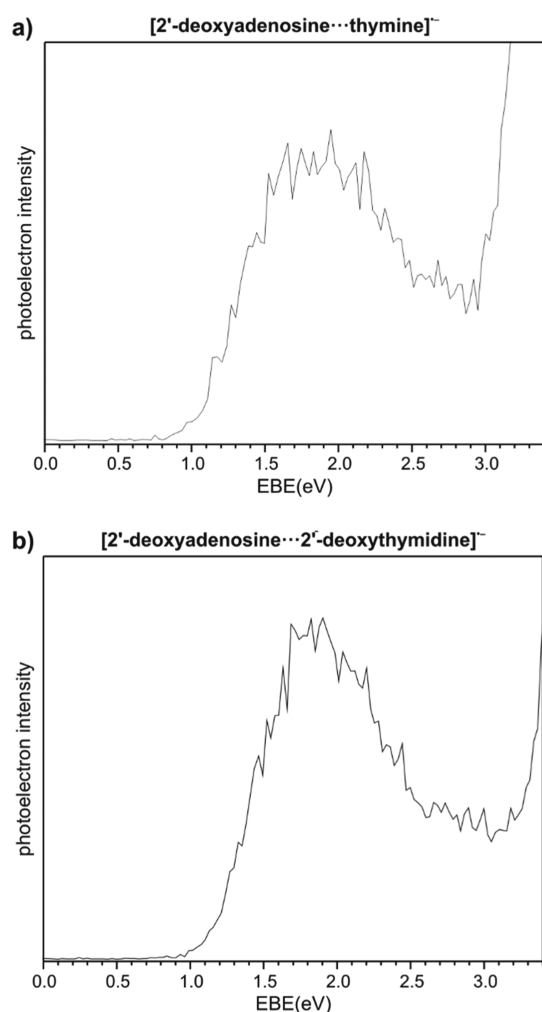 a)
[2'-deoxyadenosine···thymine]˙⁻
photoelectron intensity
0.0 0.5 1.0 1.5 2.0 2.5 3.0
EBE(eV)
b)
[2'-deoxyadenosine···2'-deoxythymidine]˙⁻
photoelectron intensity
0.0 0.5 1.0 1.5 2.0 2.5 3.0
EBE(eV)